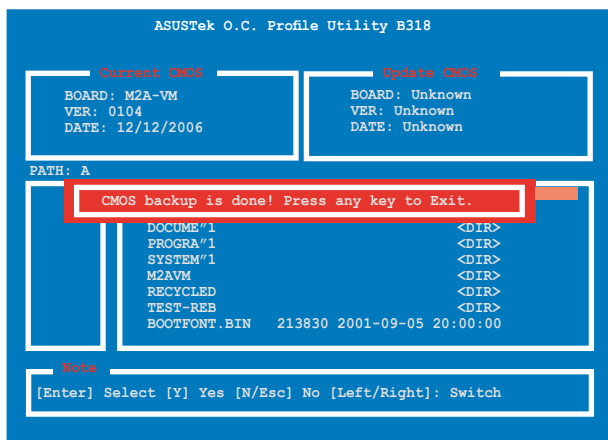 ASUSTek O.C. Profile Utility B318
Current CMOS
BOARD: M2A-VM
VER: 0104
DATE: 12/12/2006
Update CMOS
BOARD: Unknown
VER: Unknown
DATE: Unknown
PATH: A
CMOS backup is done! Press any key to Exit.
DOCUME"1 <DIR>
PROGRA"1 <DIR>
SYSTEM"1 <DIR>
M2AVM <DIR>
RECYCLED <DIR>
TEST-REB <DIR>
BOOTFONT.BIN 213830 2001-09-05 20:00:00
Note
[Enter] Select [Y] Yes [N/Esc] No [Left/Right]: Switch